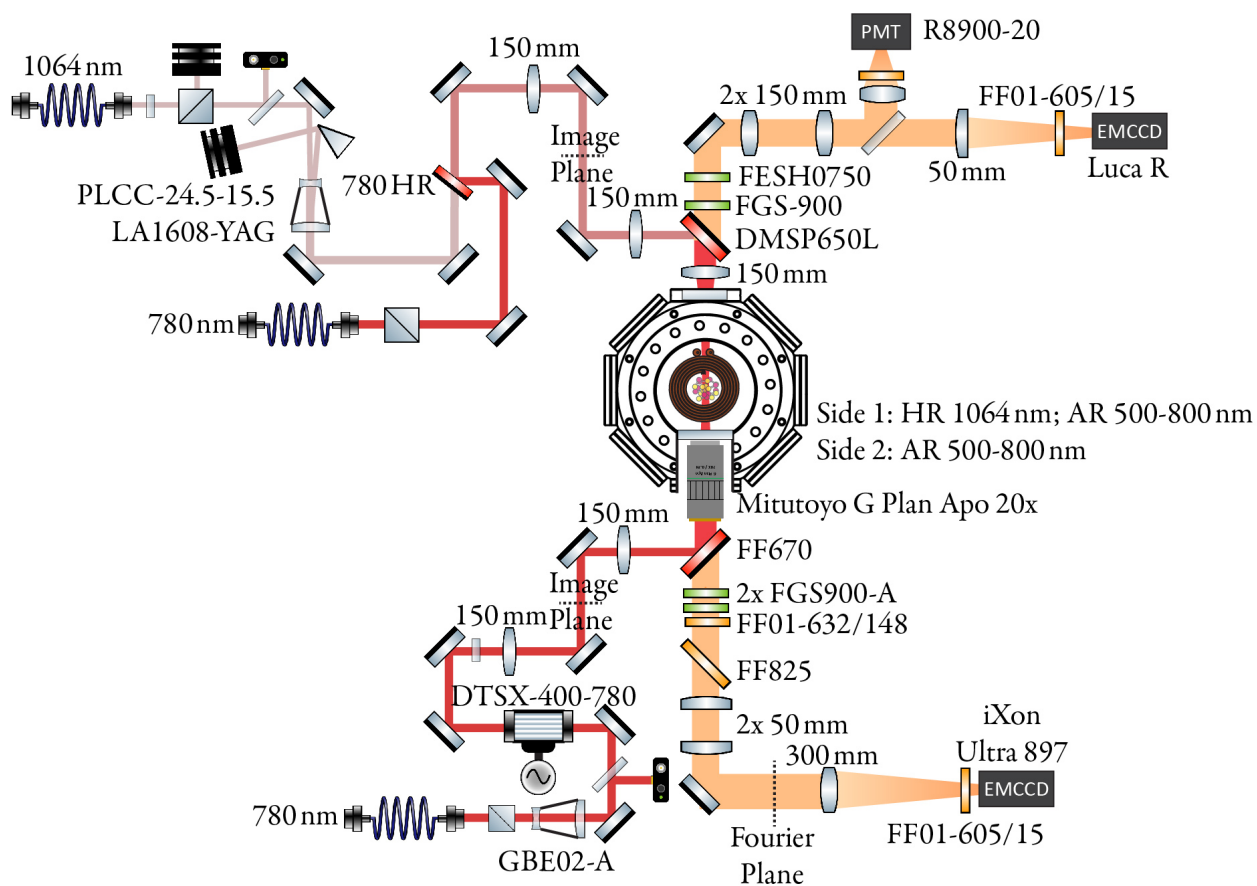 1064 nm
150 mm
PMT
R8900-20
2x 150 mm
FF01-605/15
EMCCD
Luca R
50 mm
Image
Plane
PLCC-24.5-15.5
LA1608-YAG
780 HR
150 mm
FESH0750
FGS-900
DMSP650L
150 mm
780 nm
Side 1: HR 1064 nm; AR 500-800 nm
Side 2: AR 500-800 nm
Mitutoyo G Plan Apo 20x
150 mm
FF670
Image
Plane
2x FGS900-A
FF01-632/148
150 mm
FF825
DTSX-400-780
2x 50 mm
300 mm
iXon
Ultra 897
EMCCD
780 nm
GBE02-A
Fourier
Plane
FF01-605/15